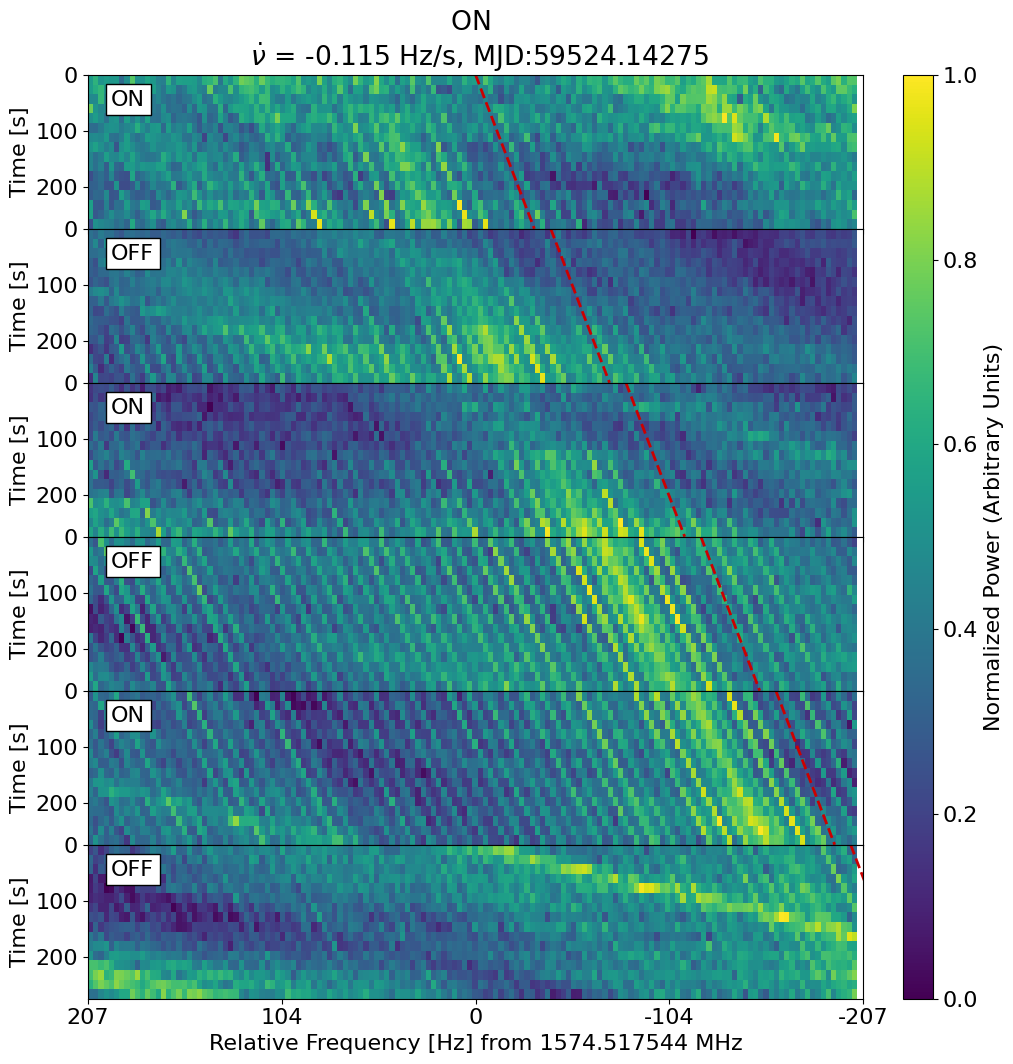 ON
ν̇ = -0.115 Hz/s, MJD:59524.14275
0
100
200
Time [s]
ON
0
100
200
Time [s]
OFF
0
100
200
Time [s]
ON
0
100
200
Time [s]
OFF
0
100
200
Time [s]
ON
0
100
200
Time [s]
OFF
207
104
0
-104
-207
Relative Frequency [Hz] from 1574.517544 MHz
1.0
0.8
0.6
0.4
0.2
0.0
Normalized Power (Arbitrary Units)